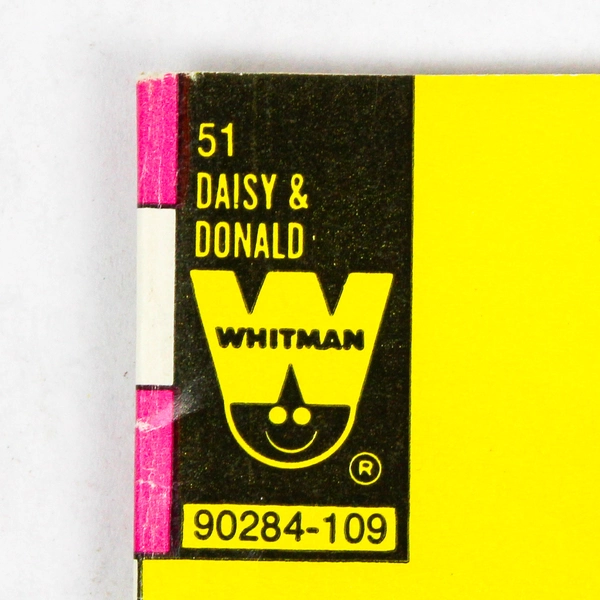 51
DAISY &
DONALD
WHITMAN
®
90284-109